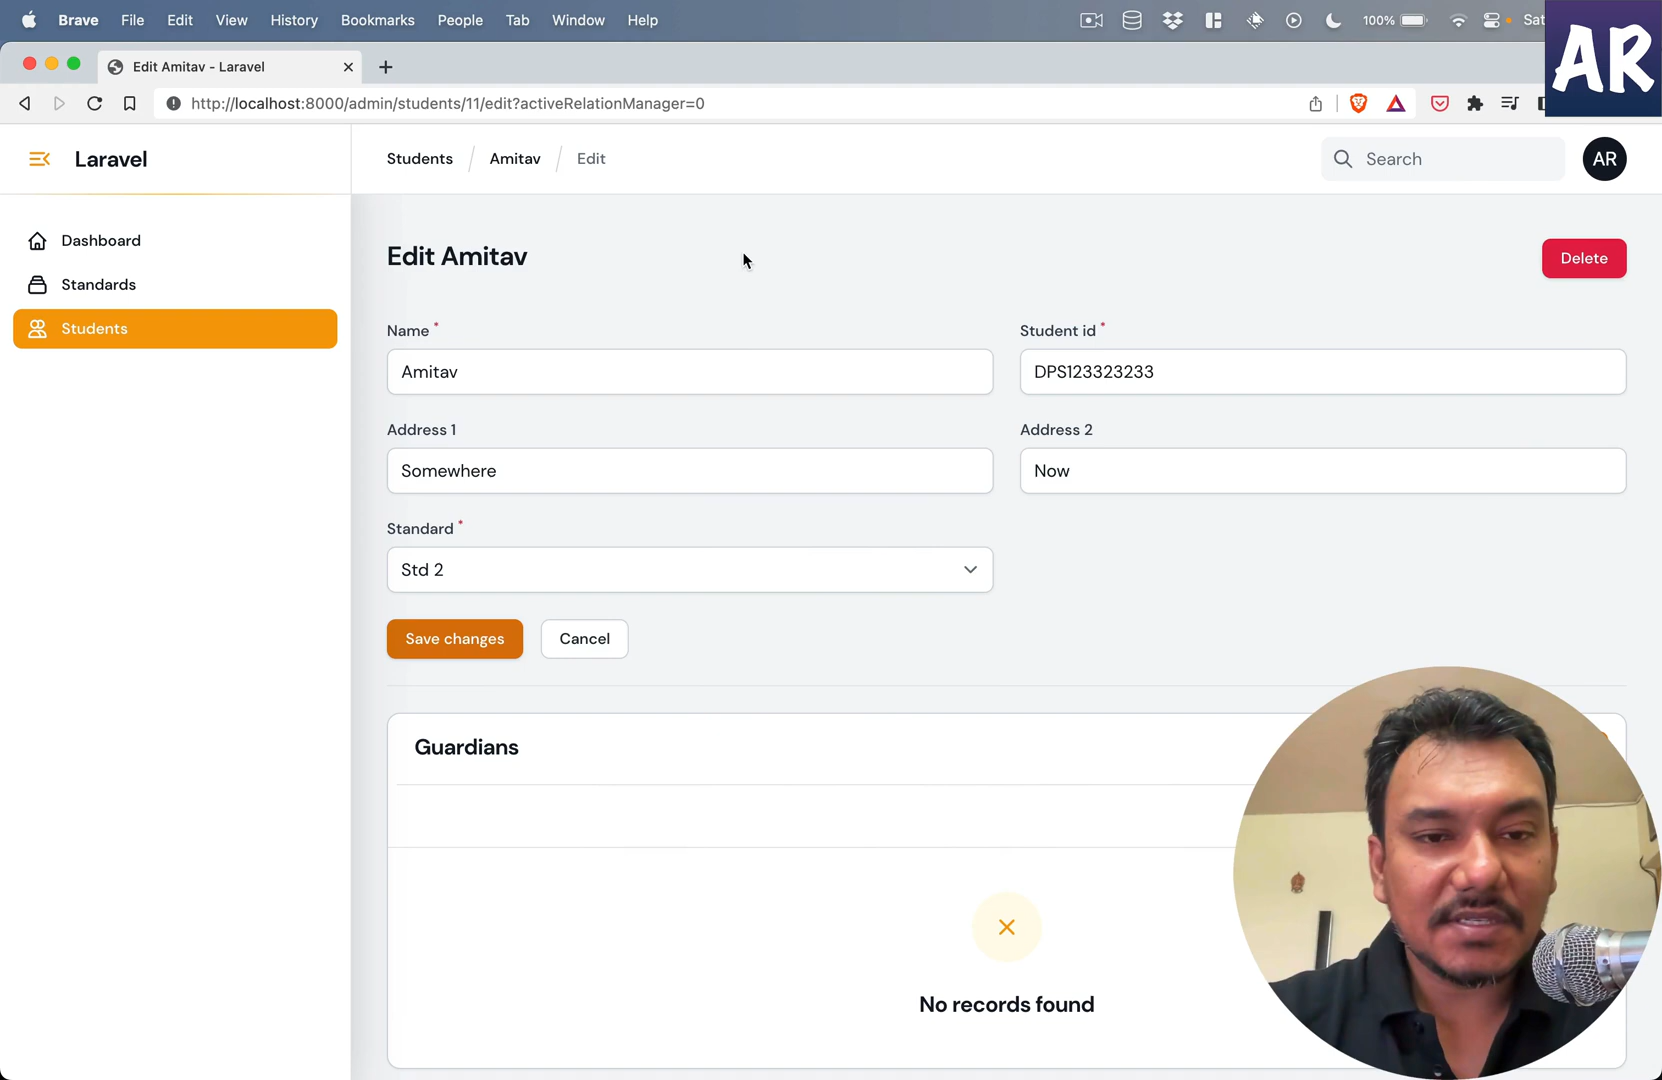 Brave File Edit View History Bookmarks People Tab Window Help 100% Sat
AR
Edit Amitav - Laravel
http://localhost:8000/admin/students/11/edit?activeRelationManager=0
Laravel
Students Amitav Edit
Search
AR
Dashboard
Standards
Students
Edit Amitav
Delete
Name *
Student id *
Amitav
DPS123323233
Address 1
Address 2
Somewhere
Now
Standard *
Std 2
Save changes
Cancel
Guardians
No records found